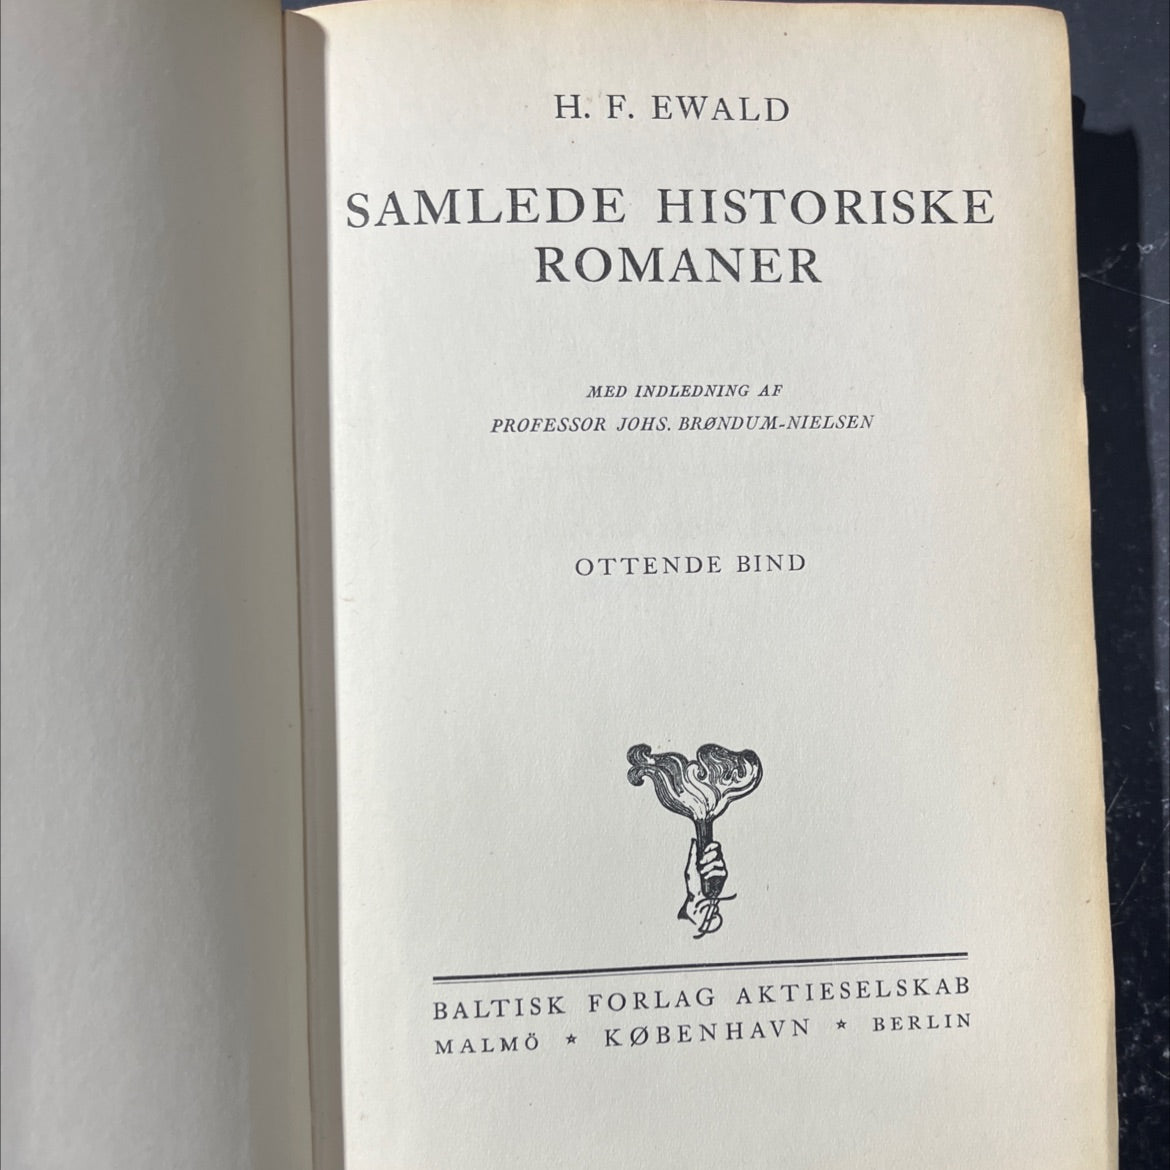 H. F. EWALD
SAMLEDE HISTORISKE
ROMANER
MED INDLEDNING AF
PROFESSOR JOHS. BRØNDUM-NIELSEN
OTTENDE BIND
BALTISK FORLAG AKTIESELSKAB
MALMÖ * KØBENHAVN * BERLIN